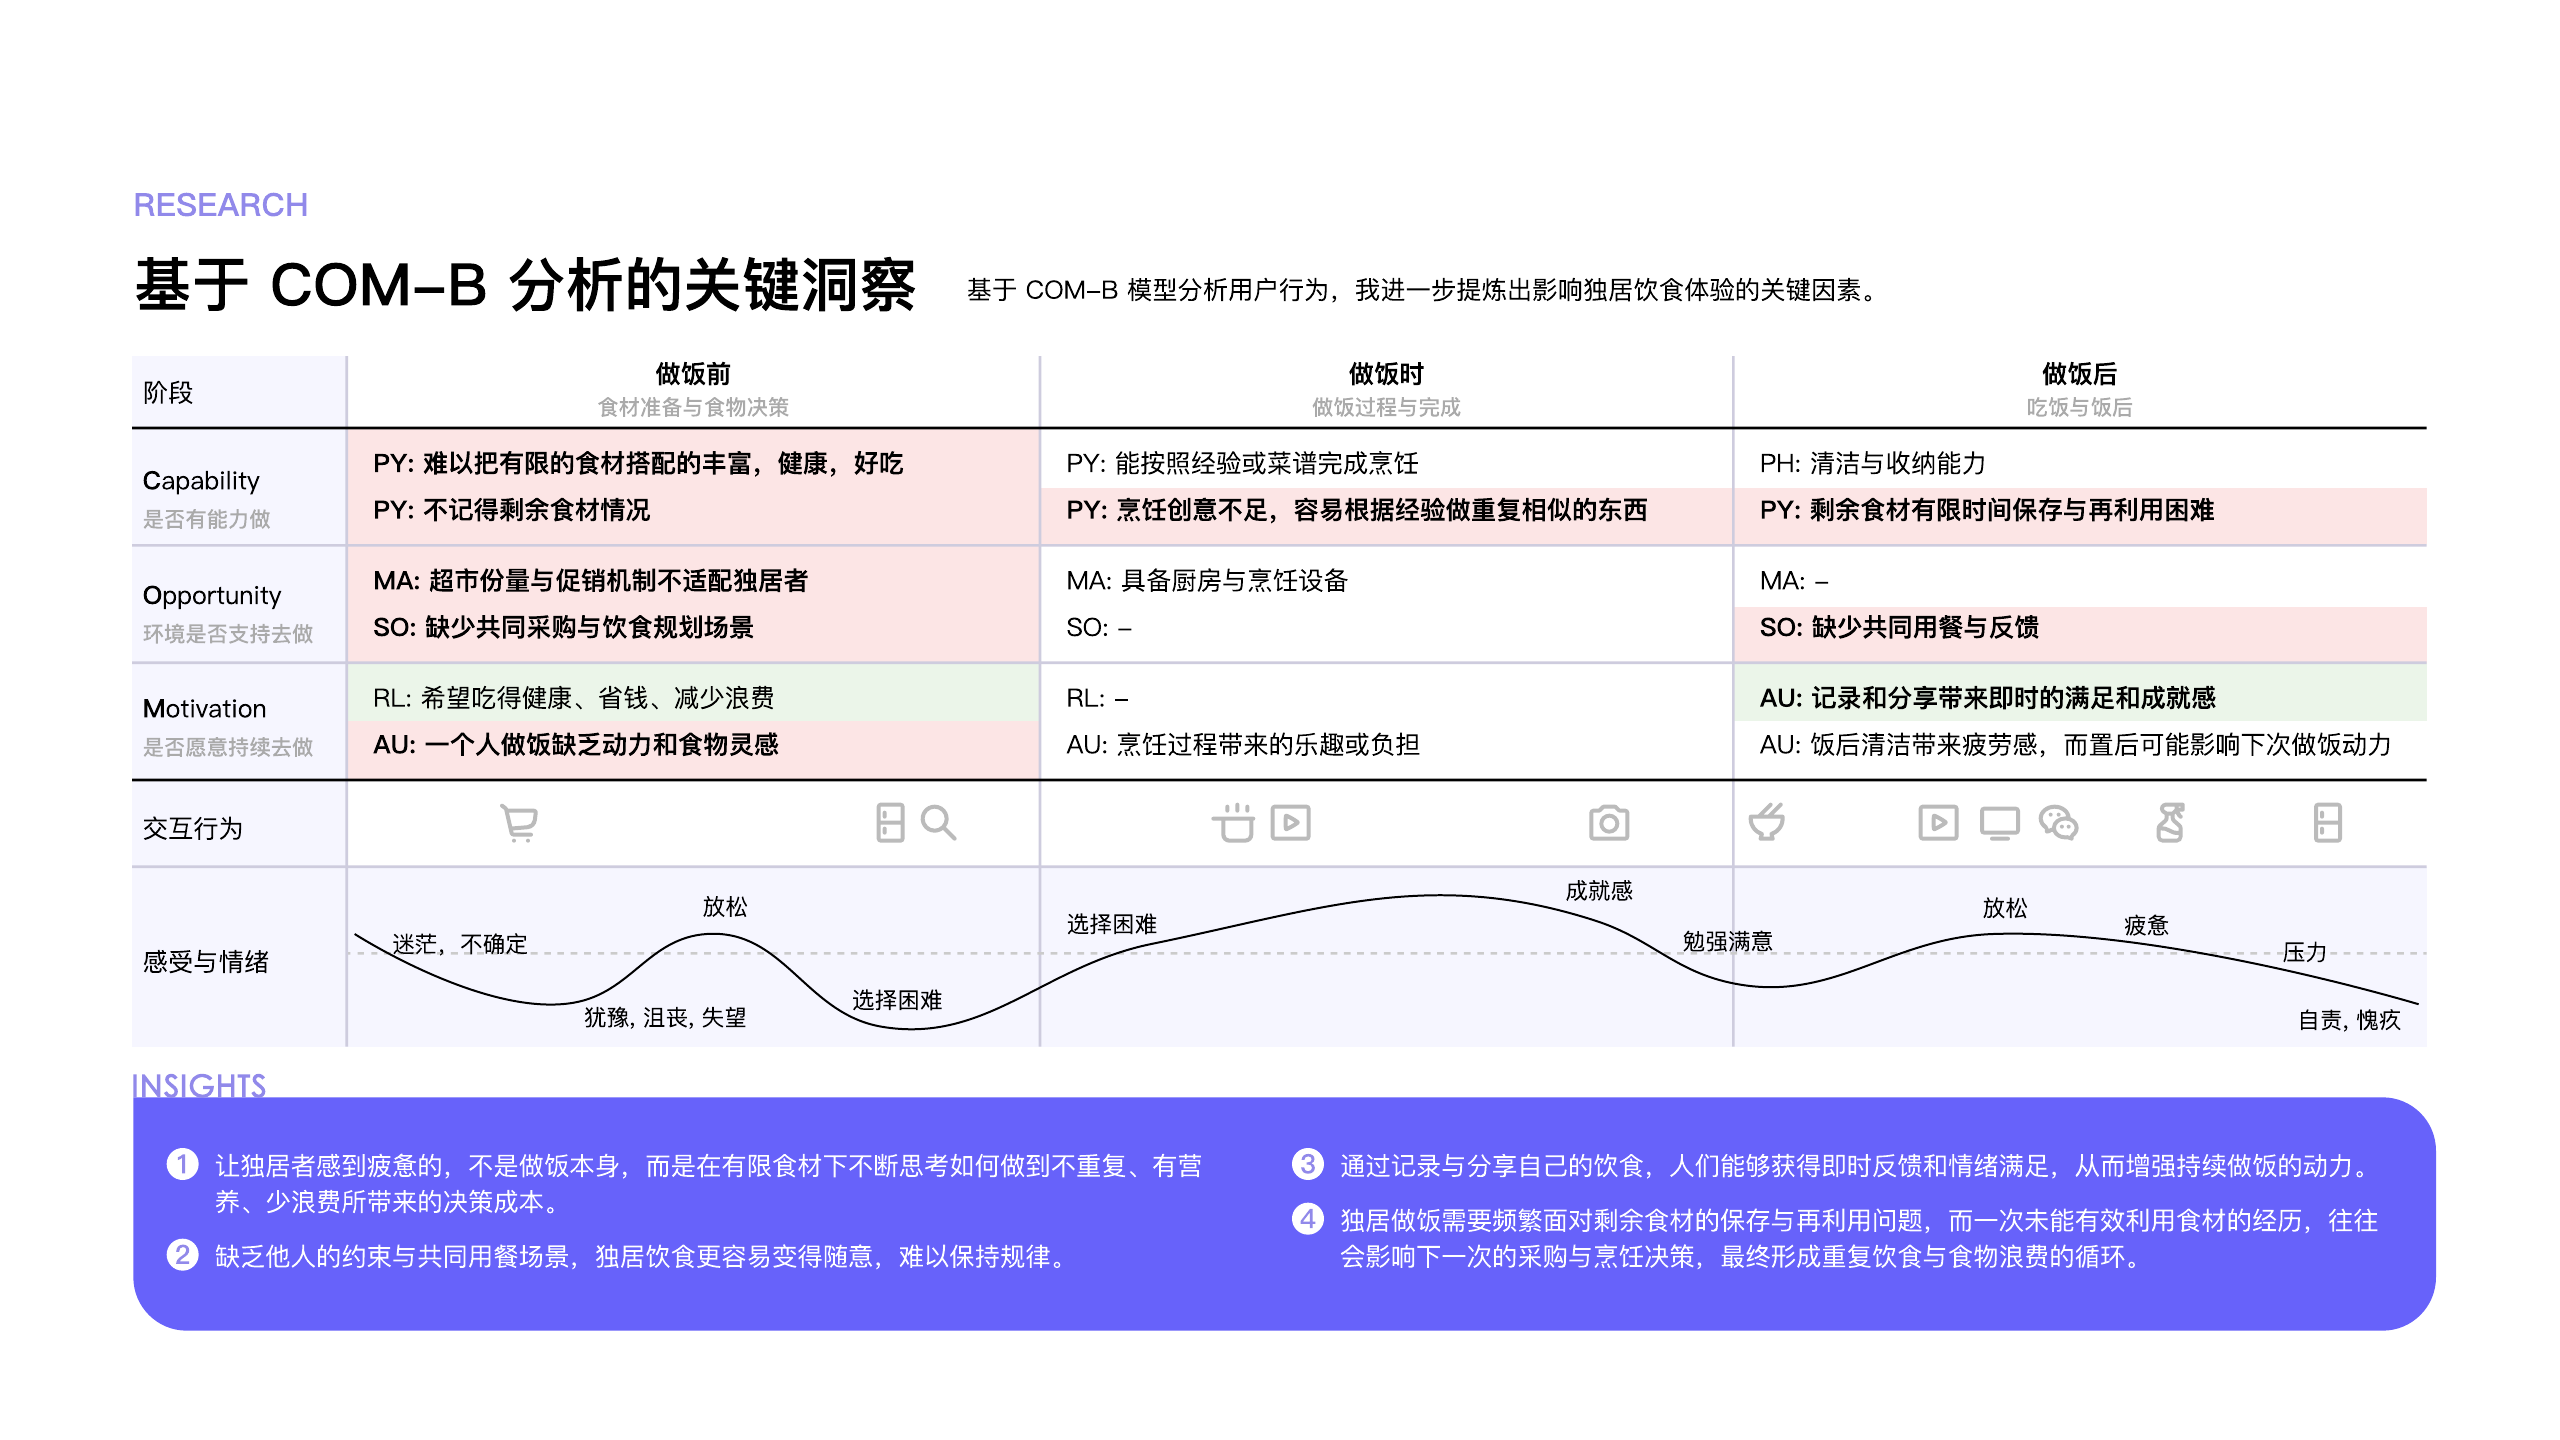 RESEARCH
基于 COM–B 分析的关键洞察
基于 COM–B 模型分析用户行为，我进一步提炼出影响独居饮食体验的关键因素。
阶段
做饭前
食材准备与食物决策
做饭时
做饭过程与完成
做饭后
吃饭与饭后
Capability
是否有能力做
PY: 难以把有限的食材搭配的丰富，健康，好吃
PY: 不记得剩余食材情况
PY: 能按照经验或菜谱完成烹饪
PY: 烹饪创意不足，容易根据经验做重复相似的东西
PH: 清洁与收纳能力
PY: 剩余食材有限时间保存与再利用困难
Opportunity
环境是否支持去做
MA: 超市份量与促销机制不适配独居者
SO: 缺少共同采购与饮食规划场景
MA: 具备厨房与烹饪设备
SO: –
MA: –
SO: 缺少共同用餐与反馈
Motivation
是否愿意持续去做
RL: 希望吃得健康、省钱、减少浪费
AU: 一个人做饭缺乏动力和食物灵感
RL: –
AU: 烹饪过程带来的乐趣或负担
AU: 记录和分享带来即时的满足和成就感
AU: 饭后清洁带来疲劳感，而置后可能影响下次做饭动力
交互行为
感受与情绪
迷茫，不确定
犹豫, 沮丧, 失望
放松
选择困难
选择困难
成就感
勉强满意
放松
疲惫
压力
自责, 愧疚
INSIGHTS
1 让独居者感到疲惫的，不是做饭本身，而是在有限食材下不断思考如何做到不重复、有营
养、少浪费所带来的决策成本。
2 缺乏他人的约束与共同用餐场景，独居饮食更容易变得随意，难以保持规律。
3 通过记录与分享自己的饮食，人们能够获得即时反馈和情绪满足，从而增强持续做饭的动力。
4 独居做饭需要频繁面对剩余食材的保存与再利用问题，而一次未能有效利用食材的经历，往往
会影响下一次的采购与烹饪决策，最终形成重复饮食与食物浪费的循环。